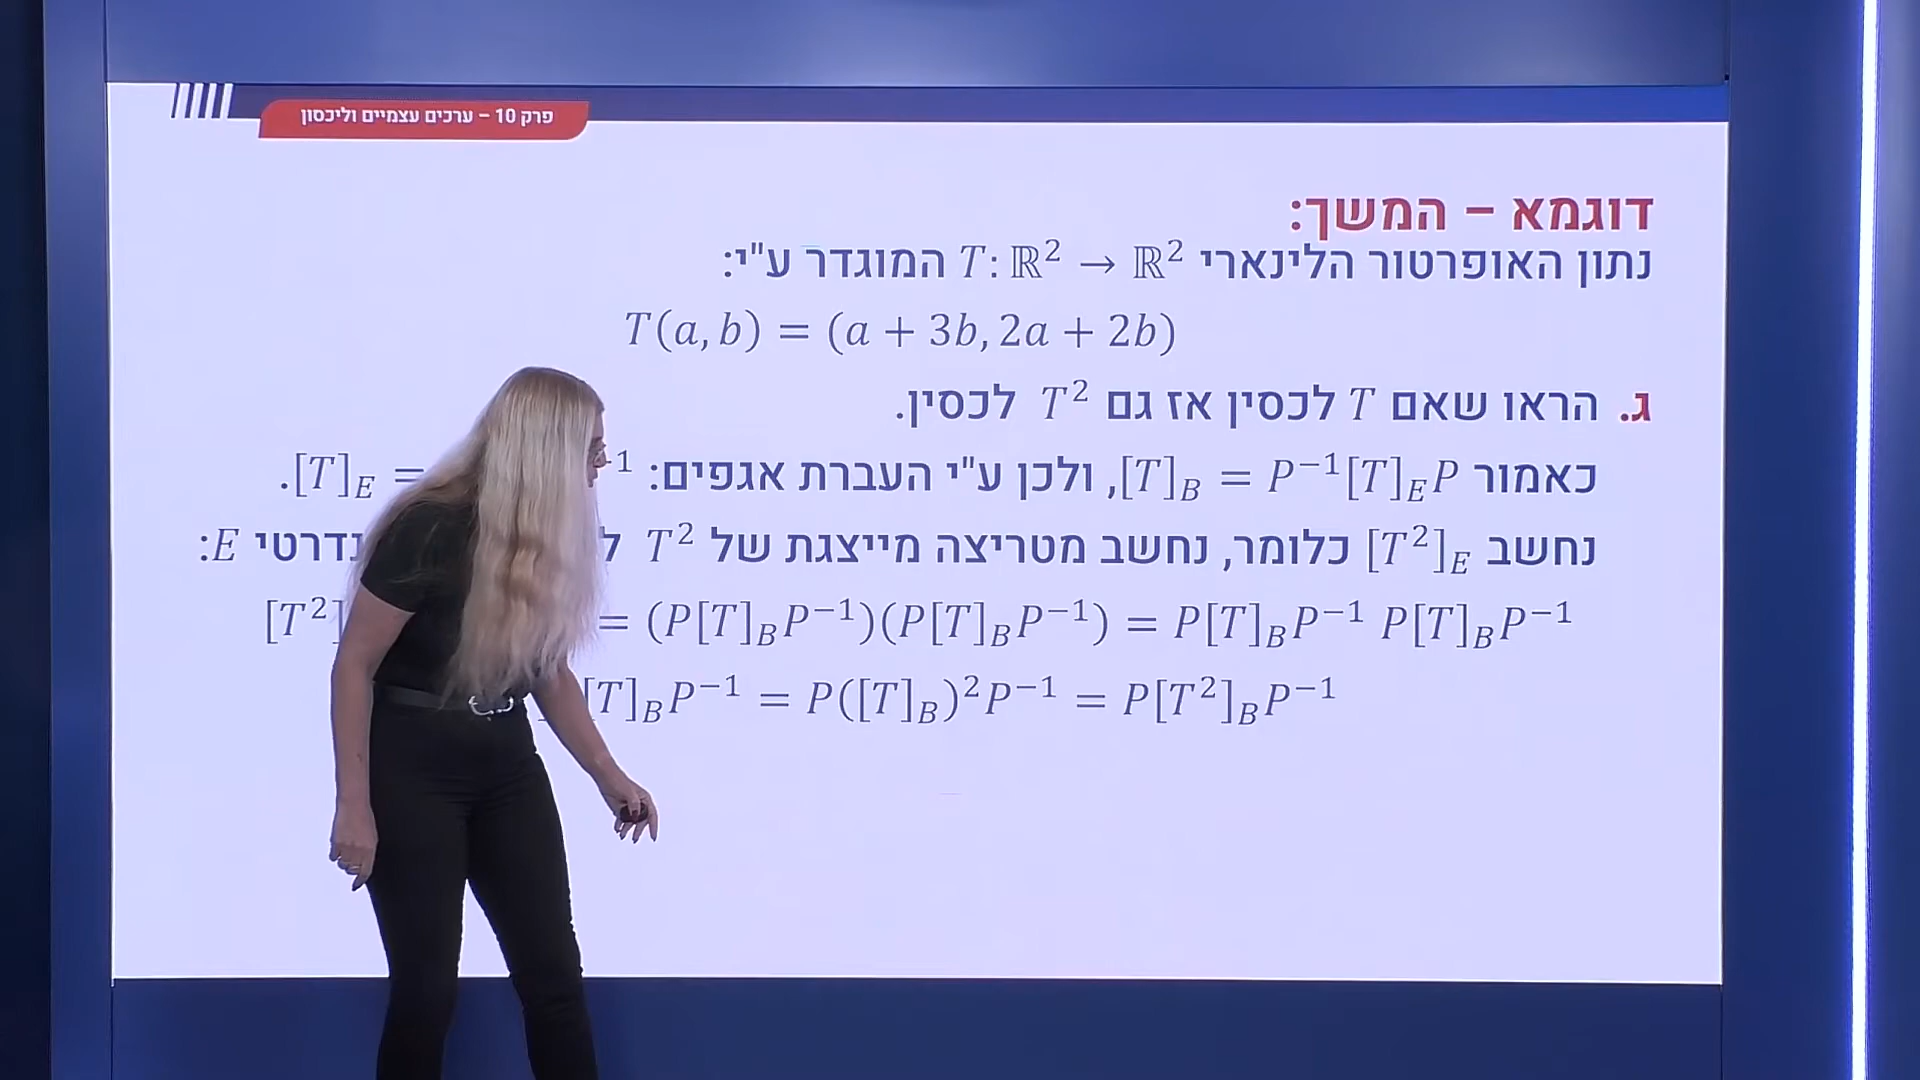 פרק 10 – ערכים עצמיים וליכסון
דוגמא – המשך:
נתון האופרטור הלינארי T: ℝ² → ℝ² המוגדר ע"י:
T(a, b) = (a + 3b, 2a + 2b)
ג. הראו שאם T לכסין אז גם T² לכסין.
כאמור [T]_B = P⁻¹[T]_E P, ולכן ע"י העברת אגפים: [T]_E = ⁻¹.
נחשב [T²]_E כלומר, נחשב מטריצה מייצגת של T² E:
[T²] = (P[T]_B P⁻¹)(P[T]_B P⁻¹) = P[T]_B P⁻¹ P[T]_B P⁻¹
[T]_B P⁻¹ = P([T]_B)² P⁻¹ = P[T²]_B P⁻¹